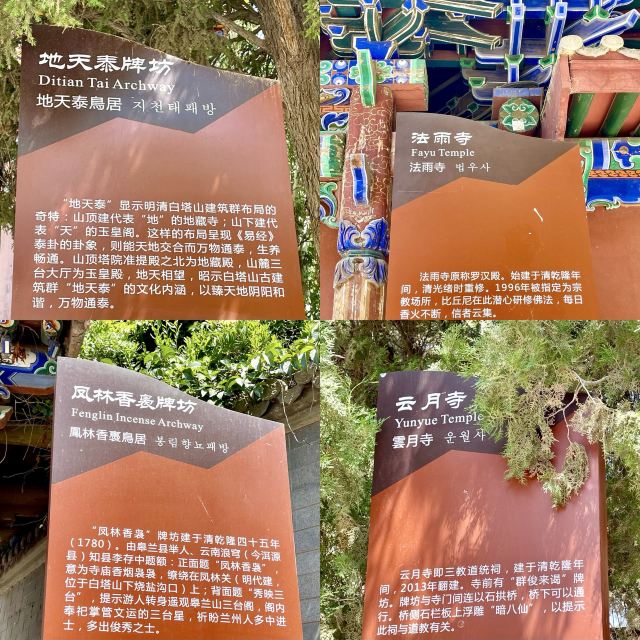 地天泰牌坊
Ditian Tai Archway
地天泰鳥居 지천태패방
“地天泰”显示明清白塔山建筑群布局的
奇特：山顶建代表“地”的地藏寺；山下建代
表“天”的玉皇阁。这样的布局呈现《易经》
泰卦的卦象，则能天地交合而万物通泰，生养
畅通。山顶塔院准提殿之北为地藏殿，山麓三
台大厅为玉皇殿，地天相望，昭示白塔山古建
筑群“地天泰”的文化内涵，以臻天地阴阳和
谐，万物通泰。
法雨寺
Fayu Temple
法雨寺 법우사
法雨寺原称罗汉殿。始建于清乾隆年
间，清光绪时重修。1996年被指定为宗
教场所，比丘尼在此潜心研修佛法，每日
香火不断，信者云集。
凤林香袅牌坊
Fenglin Incense Archway
鳳林香裊鳥居 봉림향뇨패방
“凤林香袅”牌坊建于清乾隆四十五年
（1780）。由皋兰县举人、云南浪穹（今洱源
县）知县李存中题额：正面题“凤林香袅”，
意为寺庙香烟袅袅，缭绕在凤林关（明代建，
位于白塔山下烧盐沟口）上；背面题“秀映三
台”，提示游人转身遥观皋兰山三台阁，阁内
奉祀掌管文运的三台星，祈盼兰州人多中进
士，多出俊秀之士。
云月寺
Yunyue Temple
雲月寺 운월사
云月寺即三教道统祠，建于清乾隆年
间，2013年翻建。寺前有“群俊来谒”牌
坊。牌坊与寺门间连以石拱桥，桥下可以通
行。桥侧石栏板上浮雕“暗八仙”，以提示
此祠与道教有关。